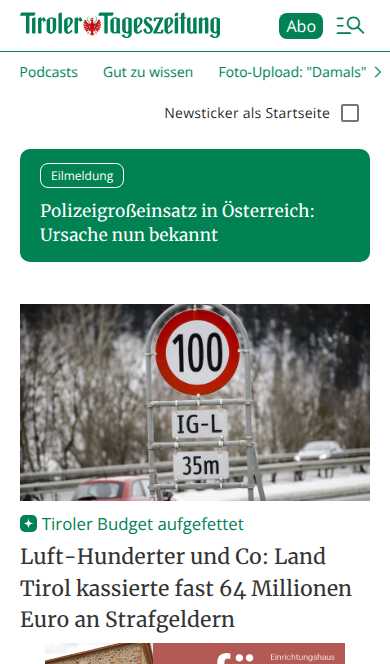 Tiroler Tageszeitung
Abo
Podcasts Gut zu wissen Foto-Upload: "Damals"
Newsticker als Startseite
Eilmeldung
Polizeigroßeinsatz in Österreich:
Ursache nun bekannt
100
IG-L
35m
Tiroler Budget aufgefettet
Luft-Hunderter und Co: Land
Tirol kassierte fast 64 Millionen
Euro an Strafgeldern
Einrichtungshaus